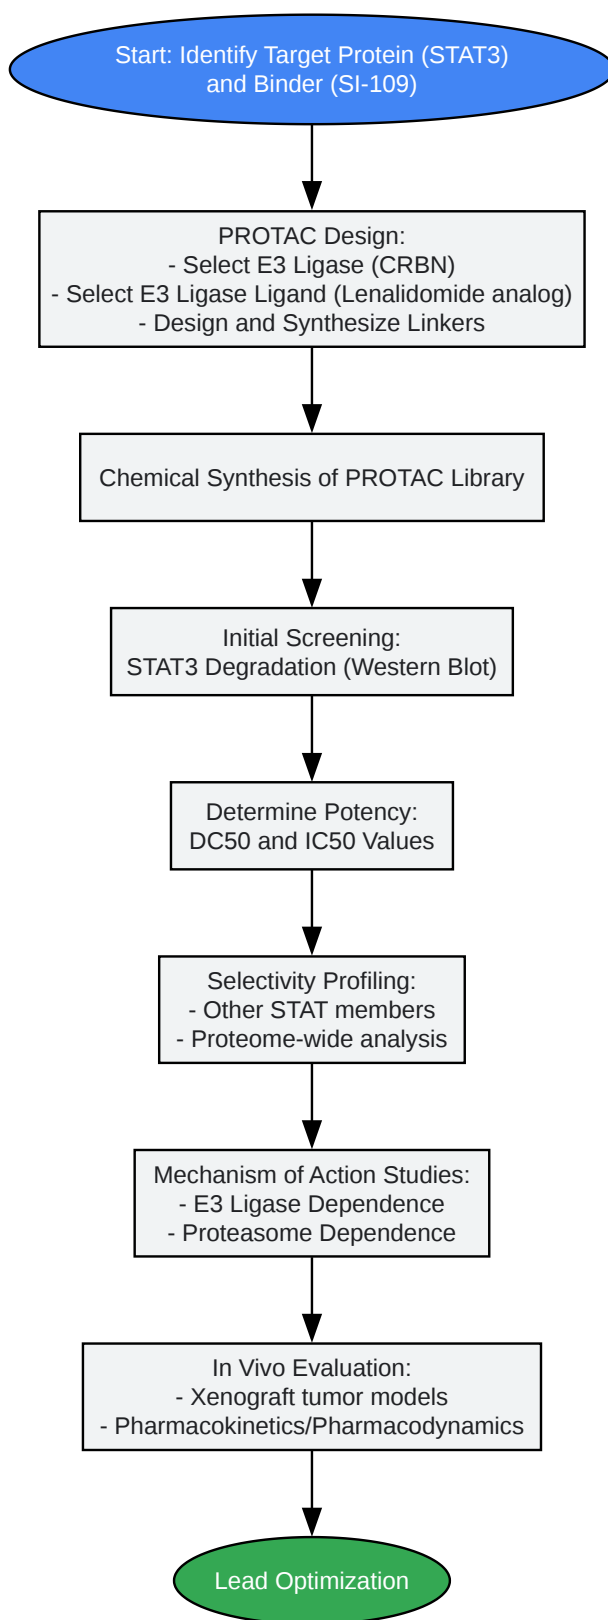 Start: Identify Target Protein (STAT3)
and Binder (SI-109)
PROTAC Design:
- Select E3 Ligase (CRBN)
- Select E3 Ligase Ligand (Lenalidomide analog)
- Design and Synthesize Linkers
Chemical Synthesis of PROTAC Library
Initial Screening:
STAT3 Degradation (Western Blot)
Determine Potency:
DC50 and IC50 Values
Selectivity Profiling:
- Other STAT members
- Proteome-wide analysis
Mechanism of Action Studies:
- E3 Ligase Dependence
- Proteasome Dependence
In Vivo Evaluation:
- Xenograft tumor models
- Pharmacokinetics/Pharmacodynamics
Lead Optimization